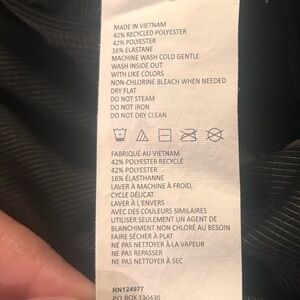 MADE IN VIETNAM
42% RECYCLED POLYESTER
42% POLYESTER
16% ELASTANE
MACHINE WASH COLD GENTLE
WASH INSIDE OUT
WITH LIKE COLORS
NON-CHLORINE BLEACH WHEN NEEDED
DRY FLAT
DO NOT STEAM
DO NOT IRON
DO NOT DRY CLEAN
FABRIQUÉ AU VIETNAM
42% POLYESTER RECYCLÉ
42% POLYESTER
16% ÉLASTHANNE
LAVER À MACHINE À FROID,
CYCLE DÉLICAT
LAVER À L'ENVERS
AVEC DES COULEURS SIMILAIRES
UTILISER SEULEMENT UN AGENT DE
BLANCHIMENT NON CHLORÉ AU BESOIN
FAIRE SÉCHER À PLAT
NE PAS NETTOYER À LA VAPEUR
NE PAS REPASSER
NE PAS NETTOYER À SEC
RN124977
PO BOX 130430